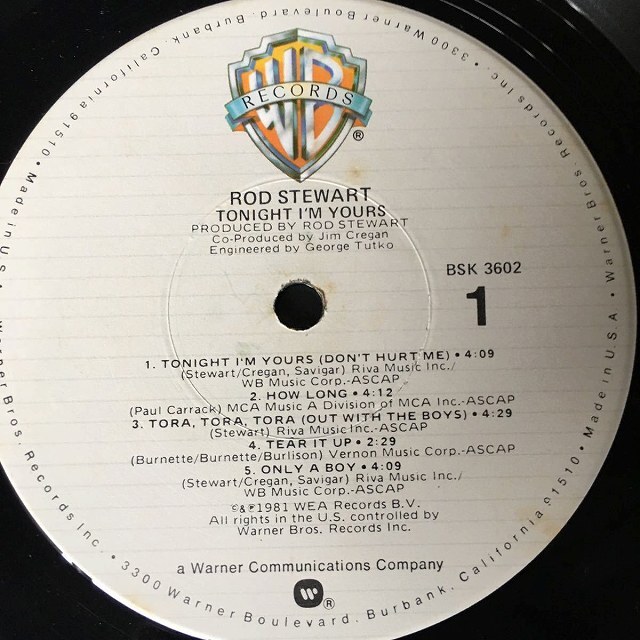 WB
RECORDS
®
ROD STEWART
TONIGHT I'M YOURS
PRODUCED BY ROD STEWART
Co-Produced by Jim Cregan
Engineered by George Tutko
BSK 3602
1
1. TONIGHT I'M YOURS (DON'T HURT ME) • 4:09
(Stewart/Cregan, Savigar) Riva Music Inc./
WB Music Corp.-ASCAP
2. HOW LONG • 4:12
(Paul Carrack) MCA Music A Division of MCA Inc.-ASCAP
3. TORA, TORA, TORA (OUT WITH THE BOYS) • 4:29
(Stewart) Riva Music Inc.-ASCAP
4. TEAR IT UP • 2:29
(Burnette/Burnette/Burlison) Vernon Music Corp.-ASCAP
5. ONLY A BOY • 4:09
(Stewart/Cregan, Savigar) Riva Music Inc./
WB Music Corp.-ASCAP
©&℗1981 WEA Records B.V.
All rights in the U.S. controlled by
Warner Bros. Records Inc.
a Warner Communications Company
®
Warner Bros. Records Inc. • 3300 Warner Boulevard, Burbank, California 91510 • Made in U.S.A. • Warner Bros. Records Inc. • 3300 Warner Boulevard, Burbank, California 91510 • Made in U.S.